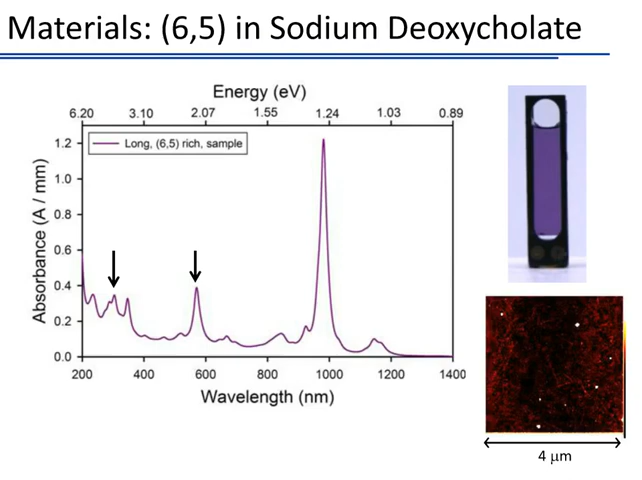 Materials: (6,5) in Sodium Deoxycholate
Energy (eV)
6.20 3.10 2.07 1.55 1.24 1.03 0.89
Long, (6,5) rich, sample
Absorbance (A / mm)
1.2
1.0
0.8
0.6
0.4
0.2
0.0
200 400 600 800 1000 1200 1400
Wavelength (nm)
4 μm